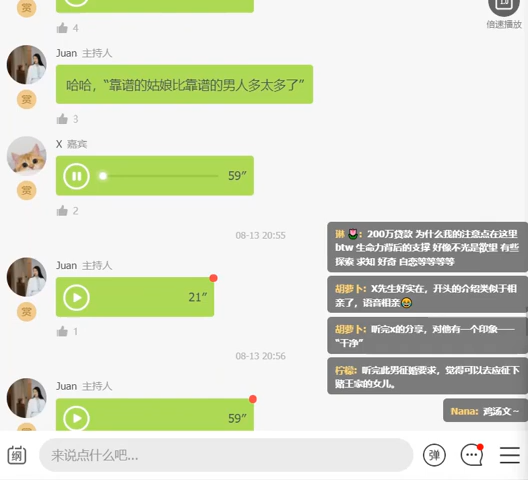 赏
4
倍速播放
Juan 主持人
哈哈，“靠谱的姑娘比靠谱的男人多太多了”
赏
3
X 嘉宾
59"
赏
2
08-13 20:55
琳🌷：200万贷款 为什么我的注意点在这里
btw 生命力背后的支撑 好像不光是欲望 有些
探索 求知 好奇 自恋等等等等
Juan 主持人
胡萝卜：X先生好实在，开头的介绍类似于相
亲了，语音相亲😄
21"
赏
胡萝卜：听完x的分享，对他有一个印象——
“干净”
1
08-13 20:56
柠檬：听完此男征婚要求，觉得可以去应征下
赌王家的女儿。
Juan 主持人
Nana：鸡汤文~
59"
赏
纲
来说点什么吧...
弹